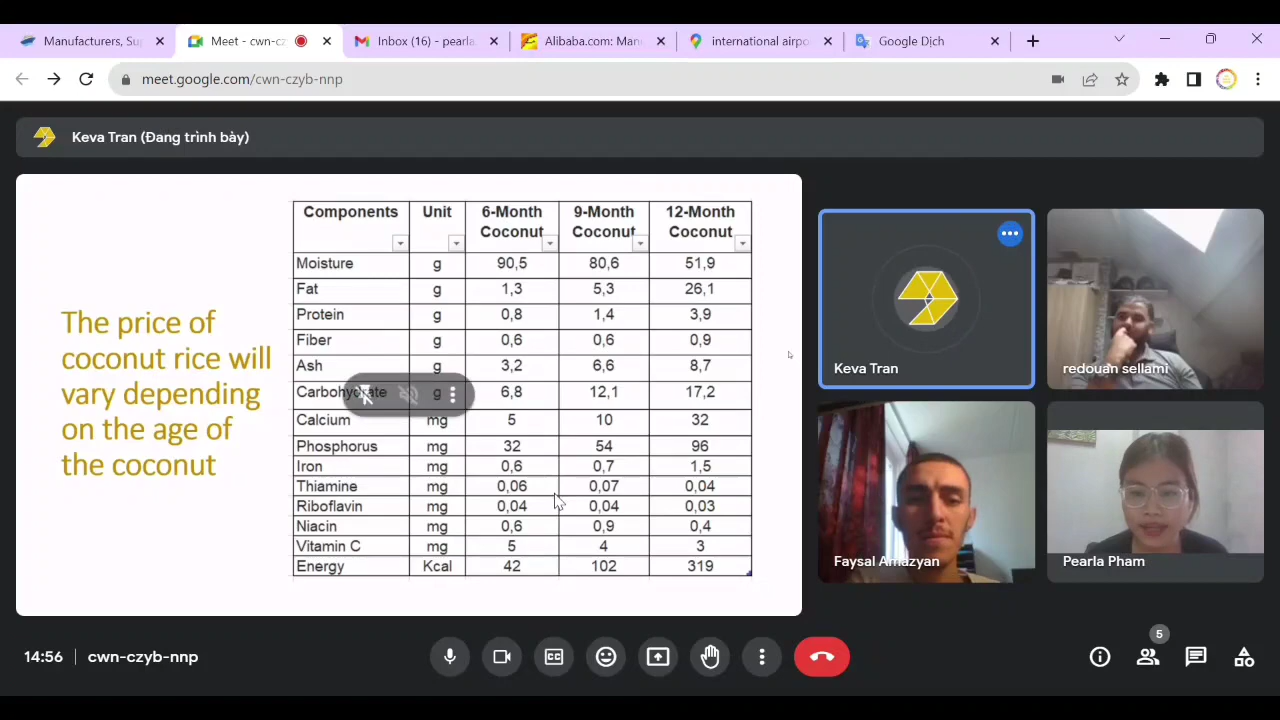 Manufacturers, Su
Meet - cwn-c
Inbox (16) - pearla
Alibaba.com: Man
international airpo
Google Dịch
meet.google.com/cwn-czyb-nnp
Keva Tran (Đang trình bày)
The price of
coconut rice will
vary depending
on the age of
the coconut
Components Unit 6-Month Coconut 9-Month Coconut 12-Month Coconut
Moisture g 90,5 80,6 51,9
Fat g 1,3 5,3 26,1
Protein g 0,8 1,4 3,9
Fiber g 0,6 0,6 0,9
Ash g 3,2 6,6 8,7
Carbohydrate g 6,8 12,1 17,2
Calcium mg 5 10 32
Phosphorus mg 32 54 96
Iron mg 0,6 0,7 1,5
Thiamine mg 0,06 0,07 0,04
Riboflavin mg 0,04 0,04 0,03
Niacin mg 0,6 0,9 0,4
Vitamin C mg 5 4 3
Energy Kcal 42 102 319
Keva Tran
redouan sellami
Faysal Amazyan
Pearla Pham
14:56 | cwn-czyb-nnp
5